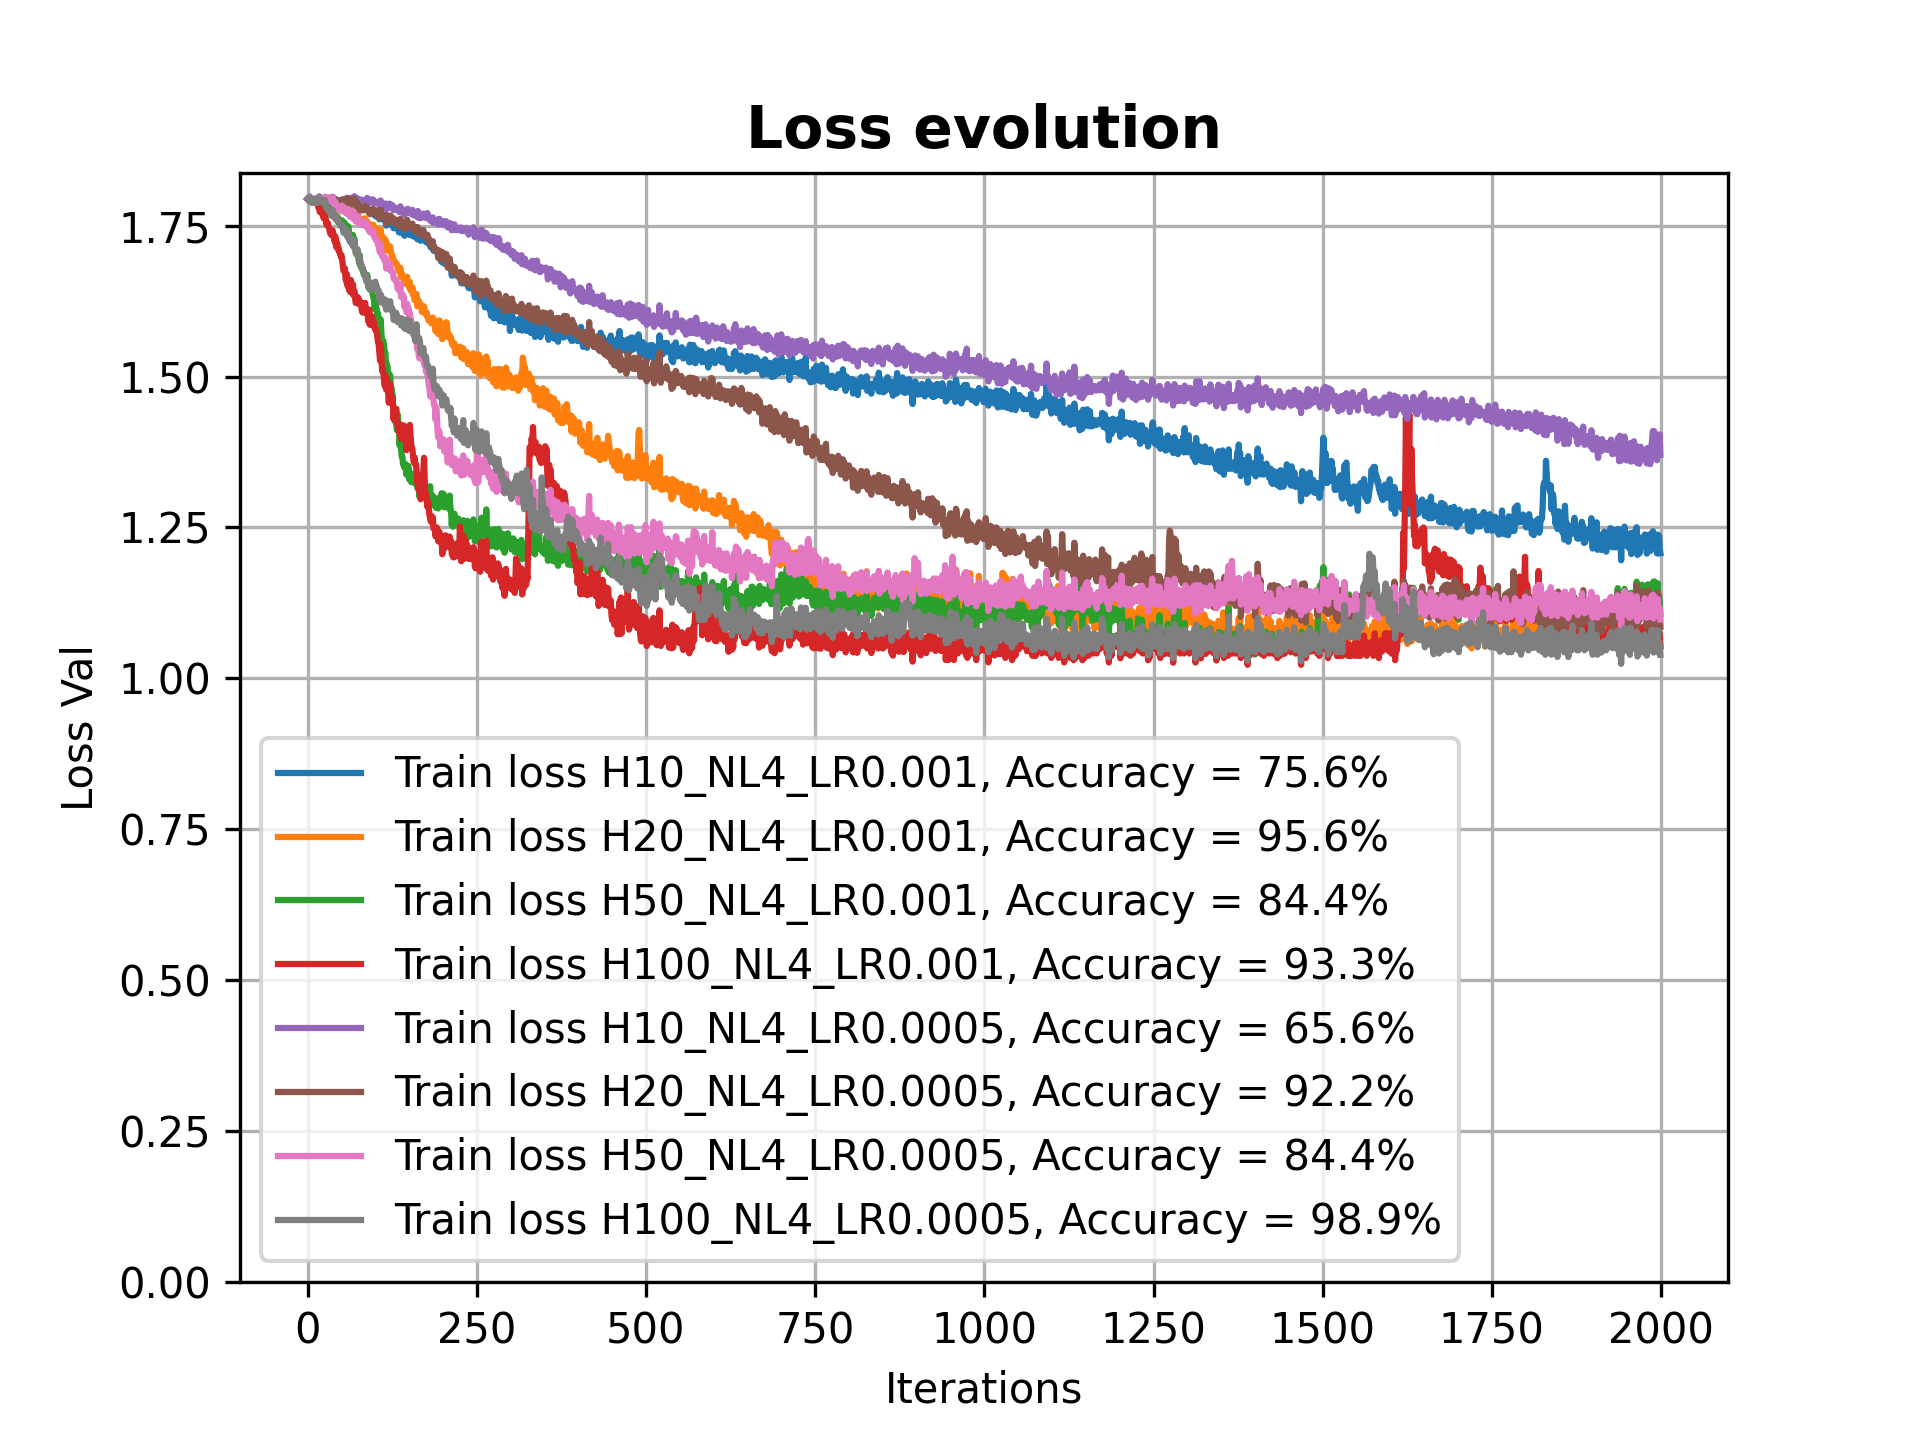 Loss evolution
1.75
1.50
1.25
1.00
0.75
0.50
0.25
0.00
Loss Val
Train loss H10_NL4_LR0.001, Accuracy = 75.6%
Train loss H20_NL4_LR0.001, Accuracy = 95.6%
Train loss H50_NL4_LR0.001, Accuracy = 84.4%
Train loss H100_NL4_LR0.001, Accuracy = 93.3%
Train loss H10_NL4_LR0.0005, Accuracy = 65.6%
Train loss H20_NL4_LR0.0005, Accuracy = 92.2%
Train loss H50_NL4_LR0.0005, Accuracy = 84.4%
Train loss H100_NL4_LR0.0005, Accuracy = 98.9%
0 250 500 750 1000 1250 1500 1750 2000
Iterations